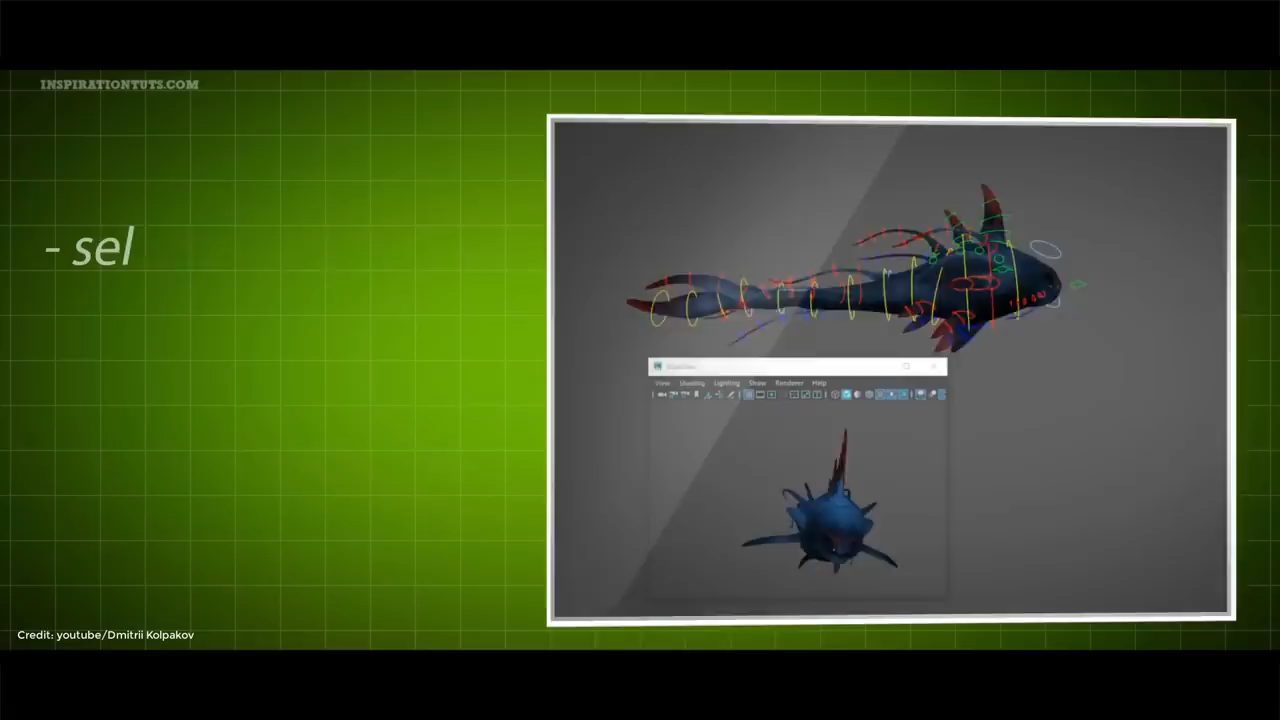 INSPIRATIONTUTS.COM
- sel
View Shading Lighting Show Renderer Help
Credit: youtube/Dmitrii Kolpakov